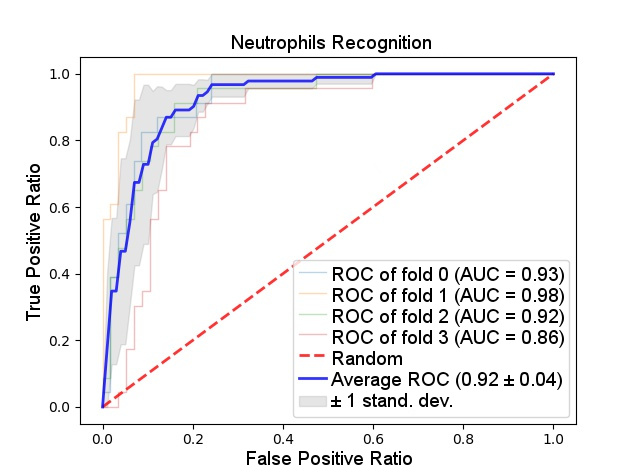 Neutrophils Recognition
True Positive Ratio
1.0
0.8
0.6
0.4
0.2
0.0
ROC of fold 0 (AUC = 0.93)
ROC of fold 1 (AUC = 0.98)
ROC of fold 2 (AUC = 0.92)
ROC of fold 3 (AUC = 0.86)
Random
Average ROC (0.92 ± 0.04)
± 1 stand. dev.
0.0 0.2 0.4 0.6 0.8 1.0
False Positive Ratio